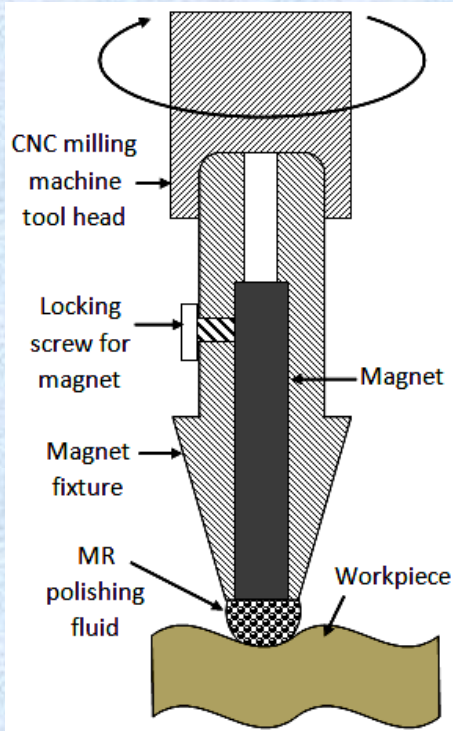 CNC milling
machine
tool head
Locking
screw for
magnet
Magnet
Magnet
fixture
MR
polishing
fluid
Workpiece